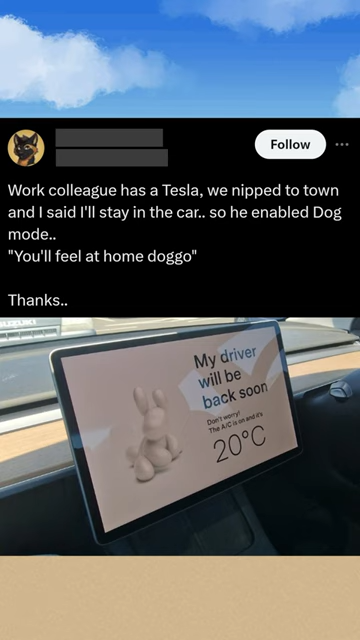 Follow
Work colleague has a Tesla, we nipped to town
and I said I'll stay in the car.. so he enabled Dog
mode..
"You'll feel at home doggo"
Thanks..
SUZUKI
My driver
will be
back soon
Don't worry!
The A/C is on and it's
20°C